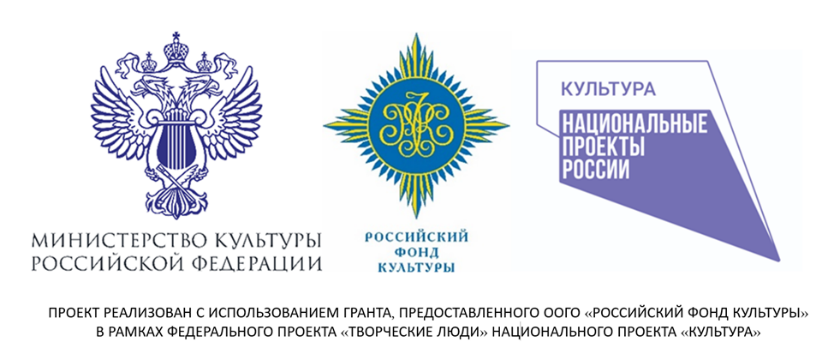 МИНИСТЕРСТВО КУЛЬТУРЫ
РОССИЙСКОЙ ФЕДЕРАЦИИ
РОССИЙСКИЙ
ФОНД
КУЛЬТУРЫ
КУЛЬТУРА
НАЦИОНАЛЬНЫЕ
ПРОЕКТЫ
РОССИИ
ПРОЕКТ РЕАЛИЗОВАН С ИСПОЛЬЗОВАНИЕМ ГРАНТА, ПРЕДОСТАВЛЕННОГО ООГО «РОССИЙСКИЙ ФОНД КУЛЬТУРЫ»
В РАМКАХ ФЕДЕРАЛЬНОГО ПРОЕКТА «ТВОРЧЕСКИЕ ЛЮДИ» НАЦИОНАЛЬНОГО ПРОЕКТА «КУЛЬТУРА»